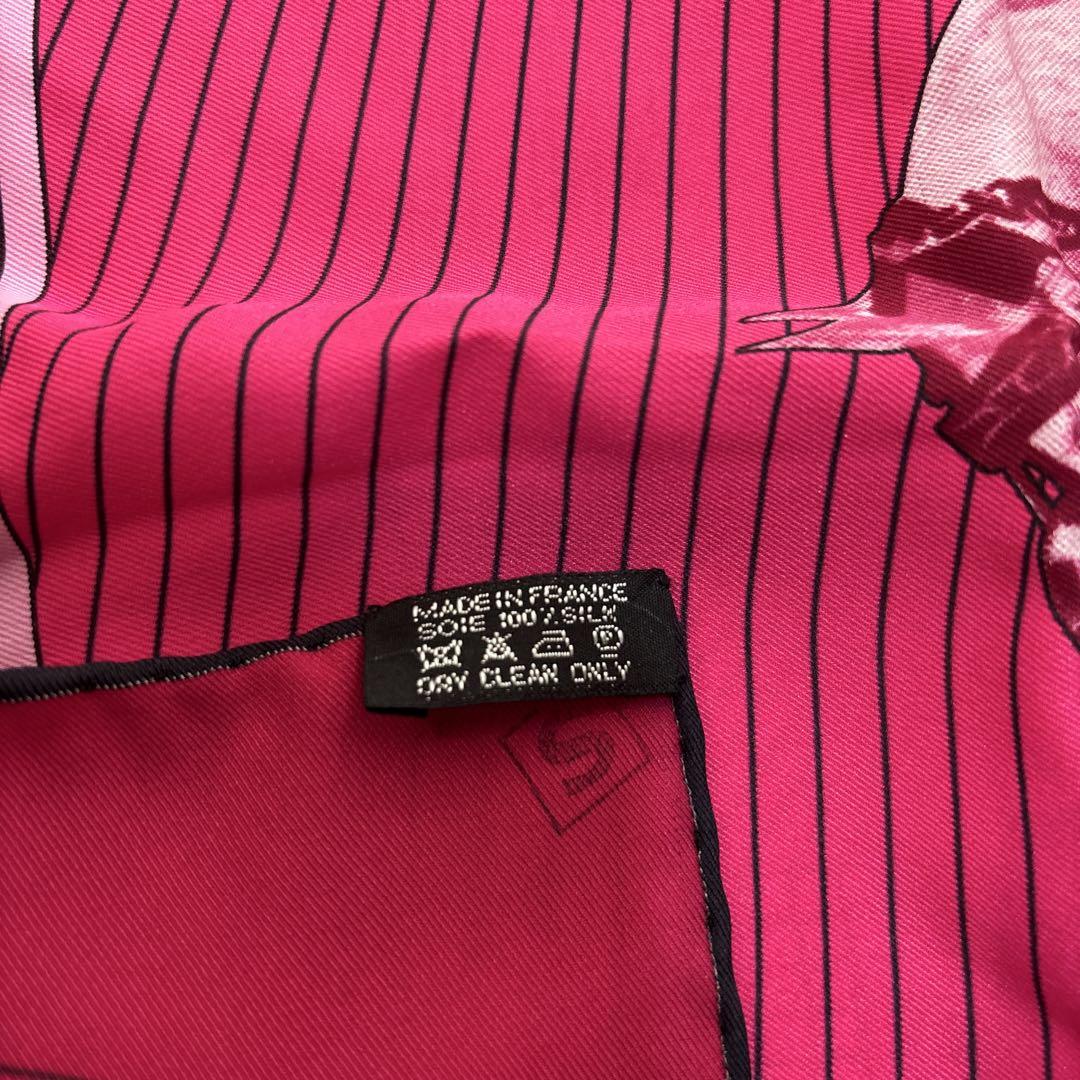 MADE IN FRANCE
SOIE 100% SILK
DRY CLEAN ONLY
S